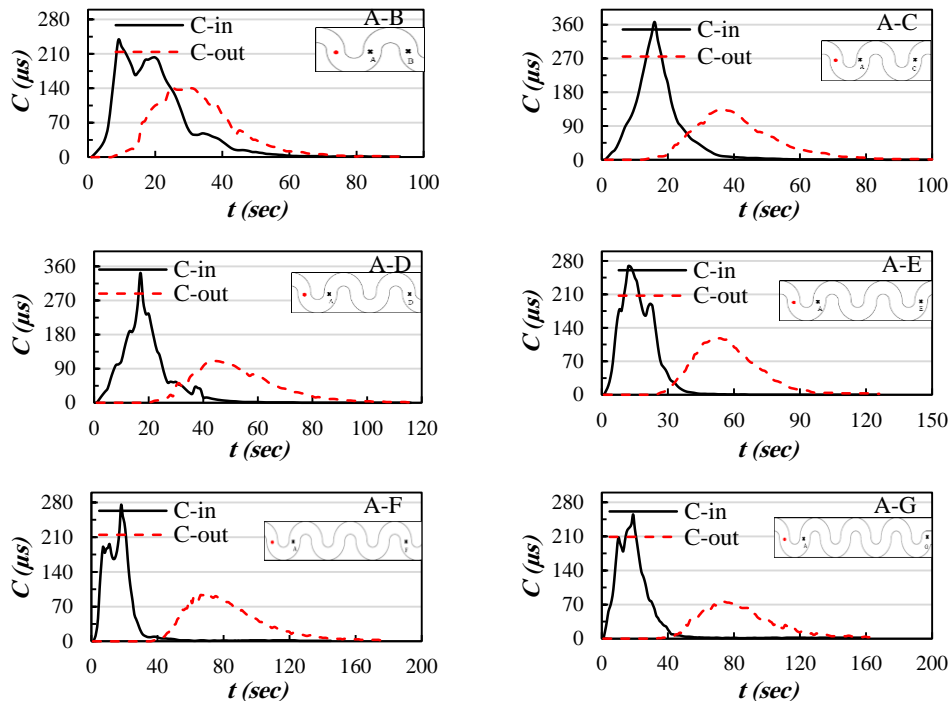 A-B
C-in
C-out
C (µs)
280
210
140
70
0
0 20 40 60 80 100
t (sec)
A B
A-C
C-in
C-out
C (µs)
360
270
180
90
0
0 20 40 60 80 100
t (sec)
A C
A-D
C-in
C-out
C (µs)
360
270
180
90
0
0 20 40 60 80 100 120
t (sec)
A D
A-E
C-in
C-out
C (µs)
280
210
140
70
0
0 30 60 90 120 150
t (sec)
A E
A-F
C-in
C-out
C (µs)
280
210
140
70
0
0 40 80 120 160 200
t (sec)
A F
A-G
C-in
C-out
C (µs)
280
210
140
70
0
0 40 80 120 160 200
t (sec)
A